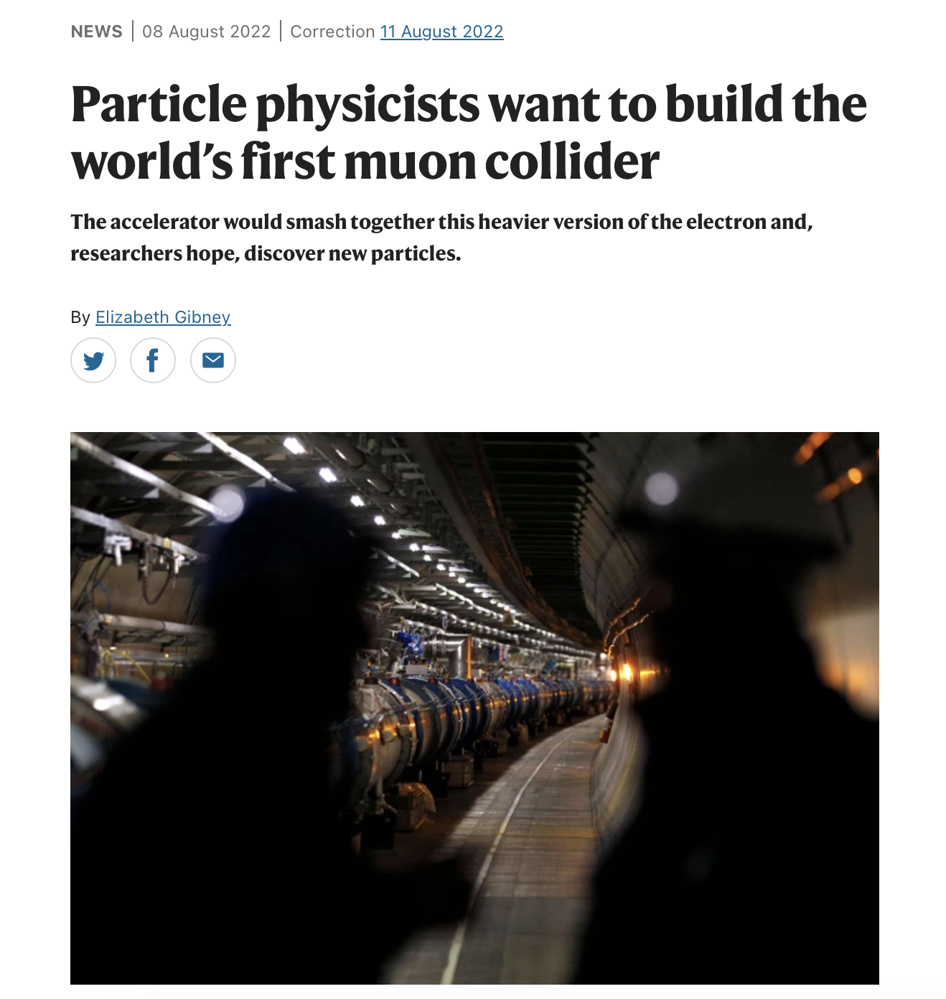 NEWS | 08 August 2022 | Correction 11 August 2022
Particle physicists want to build the
world’s first muon collider
The accelerator would smash together this heavier version of the electron and,
researchers hope, discover new particles.
By Elizabeth Gibney